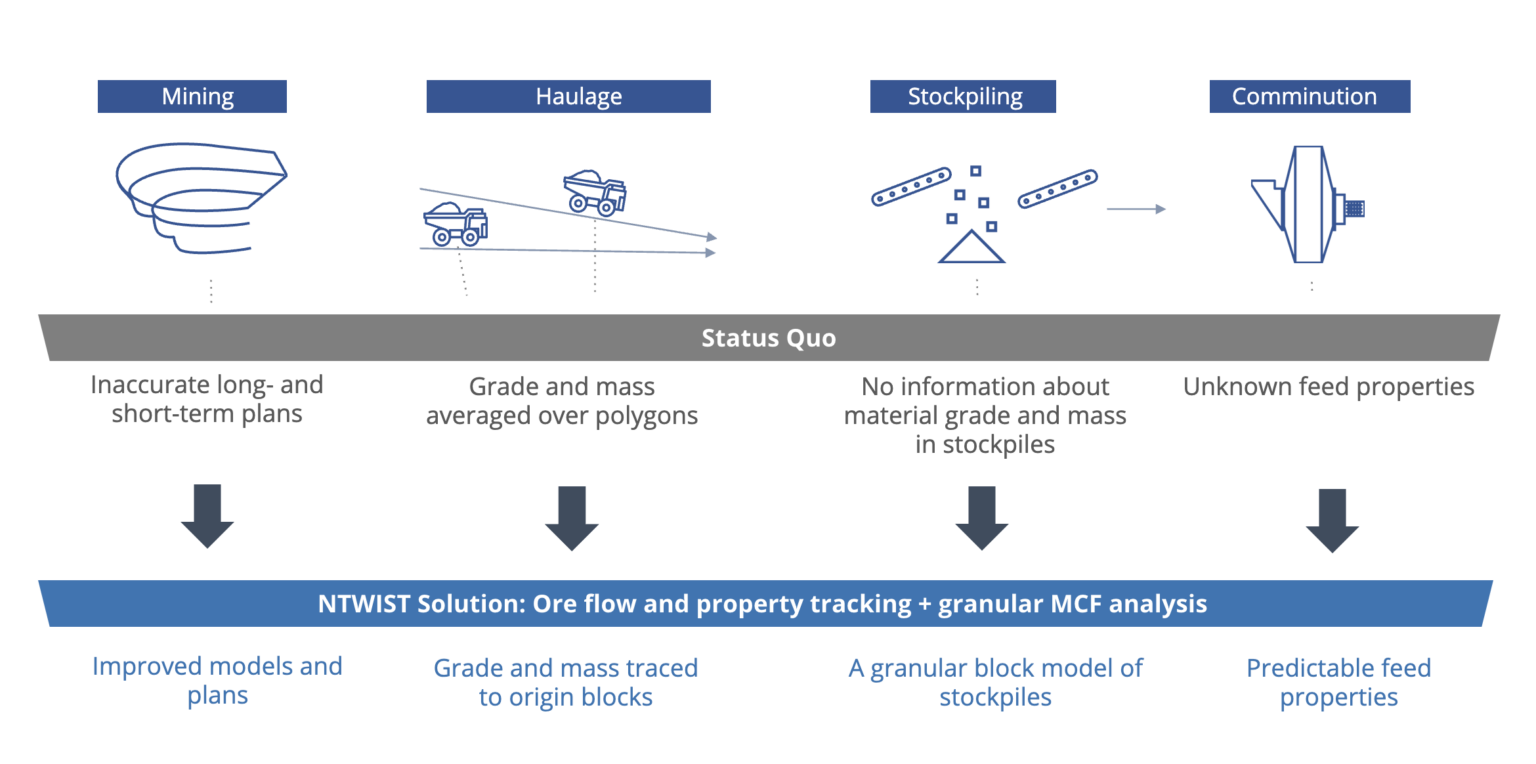 Mining
Haulage
Stockpiling
Comminution
Status Quo
Inaccurate long- and
short-term plans
Grade and mass
averaged over polygons
No information about
material grade and mass
in stockpiles
Unknown feed properties
NTWIST Solution: Ore flow and property tracking + granular MCF analysis
Improved models and
plans
Grade and mass traced
to origin blocks
A granular block model of
stockpiles
Predictable feed
properties